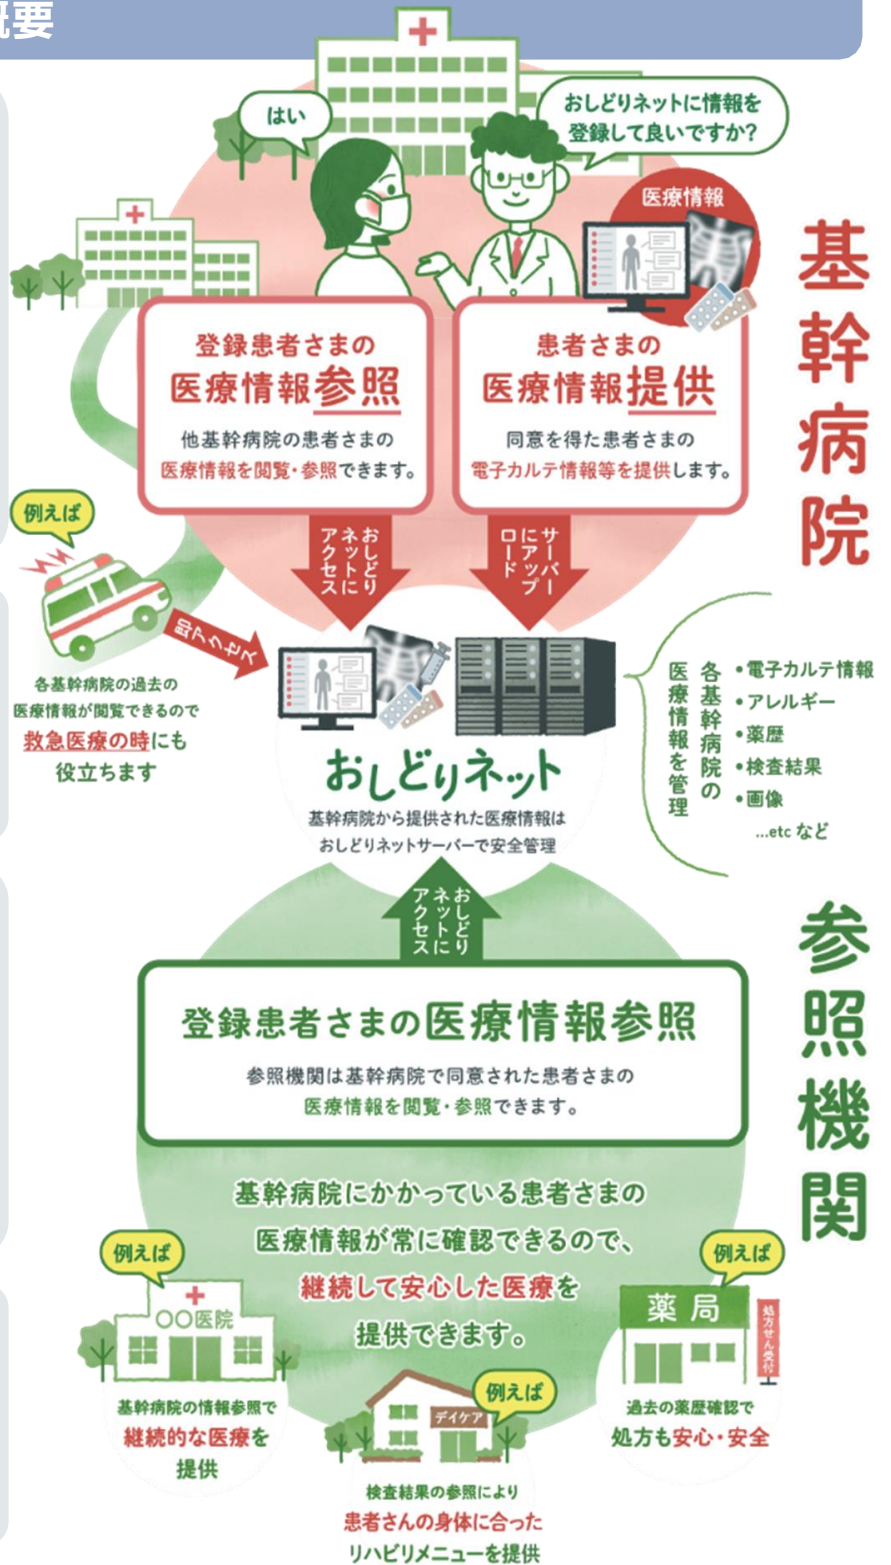 概要
はい
おしどりネットに情報を
登録して良いですか?
医療情報
基幹病院
登録患者さまの
医療情報参照
他基幹病院の患者さまの
医療情報を閲覧・参照できます。
患者さまの
医療情報提供
同意を得た患者さまの
電子カルテ情報等を提供します。
おしどり
ネットに
アクセス
サーバー
にアップ
ロード
例えば
即アクセス
各基幹病院の過去の
医療情報が閲覧できるので
救急医療の時にも
役立ちます
おしどりネット
基幹病院から提供された医療情報は
おしどりネットサーバーで安全管理
各基幹病院の
医療情報を管理
•電子カルテ情報
•アレルギー
•薬歴
•検査結果
•画像
...etc など
おしどり
ネットに
アクセス
参照機関
登録患者さまの医療情報参照
参照機関は基幹病院で同意された患者さまの
医療情報を閲覧・参照できます。
基幹病院にかかっている患者さまの
医療情報が常に確認できるので、
継続して安心した医療を
提供できます。
例えば
〇〇医院
基幹病院の情報参照で
継続的な医療を
提供
例えば
デイケア
検査結果の参照により
患者さんの身体に合った
リハビリメニューを提供
例えば
薬局
処方せん受付
過去の薬歴確認で
処方も安心・安全